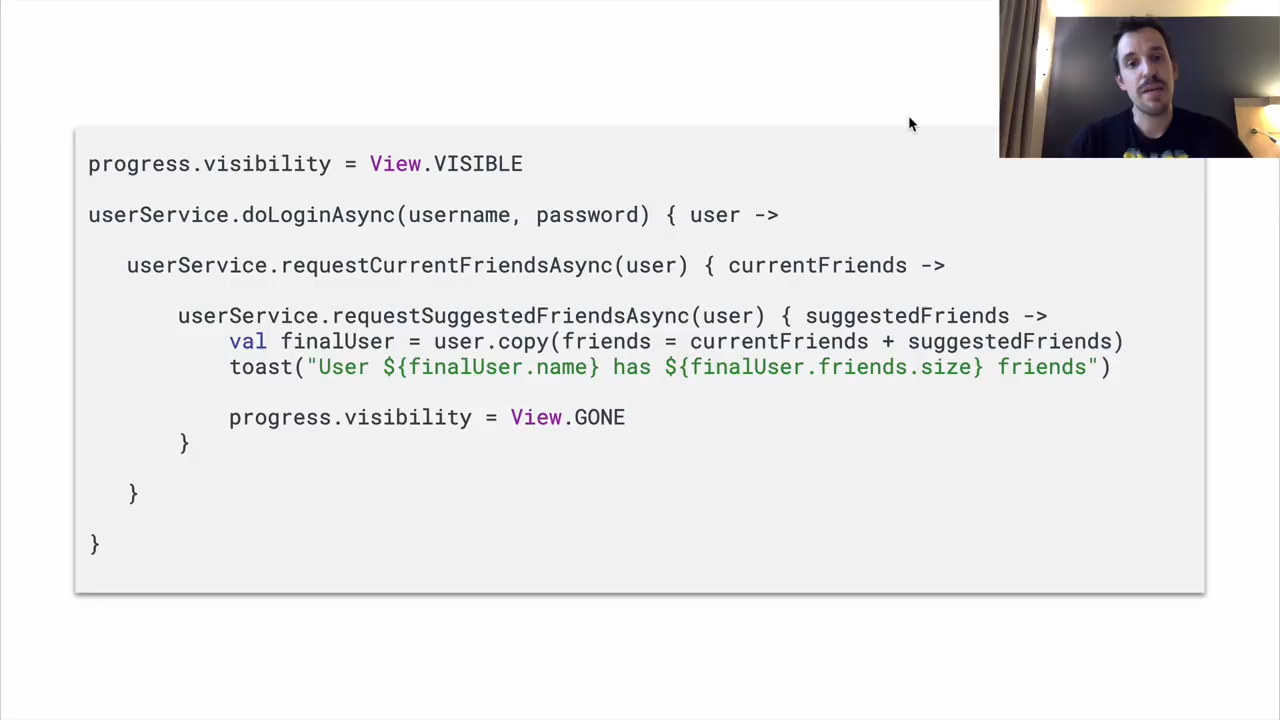 progress.visibility = View.VISIBLE
userService.doLoginAsync(username, password) { user ->
userService.requestCurrentFriendsAsync(user) { currentFriends ->
userService.requestSuggestedFriendsAsync(user) { suggestedFriends ->
val finalUser = user.copy(friends = currentFriends + suggestedFriends)
toast("User ${finalUser.name} has ${finalUser.friends.size} friends")
progress.visibility = View.GONE
}
}
}